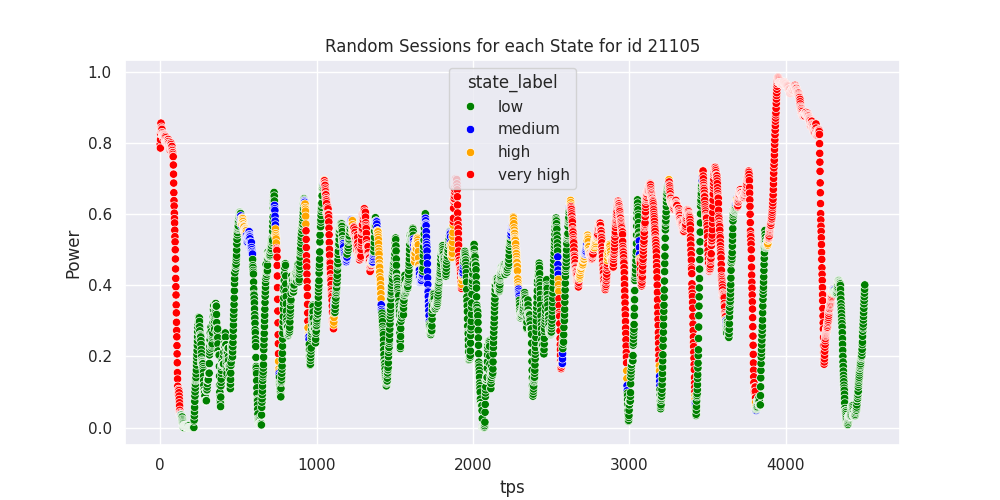 Random Sessions for each State for id 21105
Power
1.0
0.8
0.6
0.4
0.2
0.0
state_label
low
medium
high
very high
0 1000 2000 3000 4000
tps